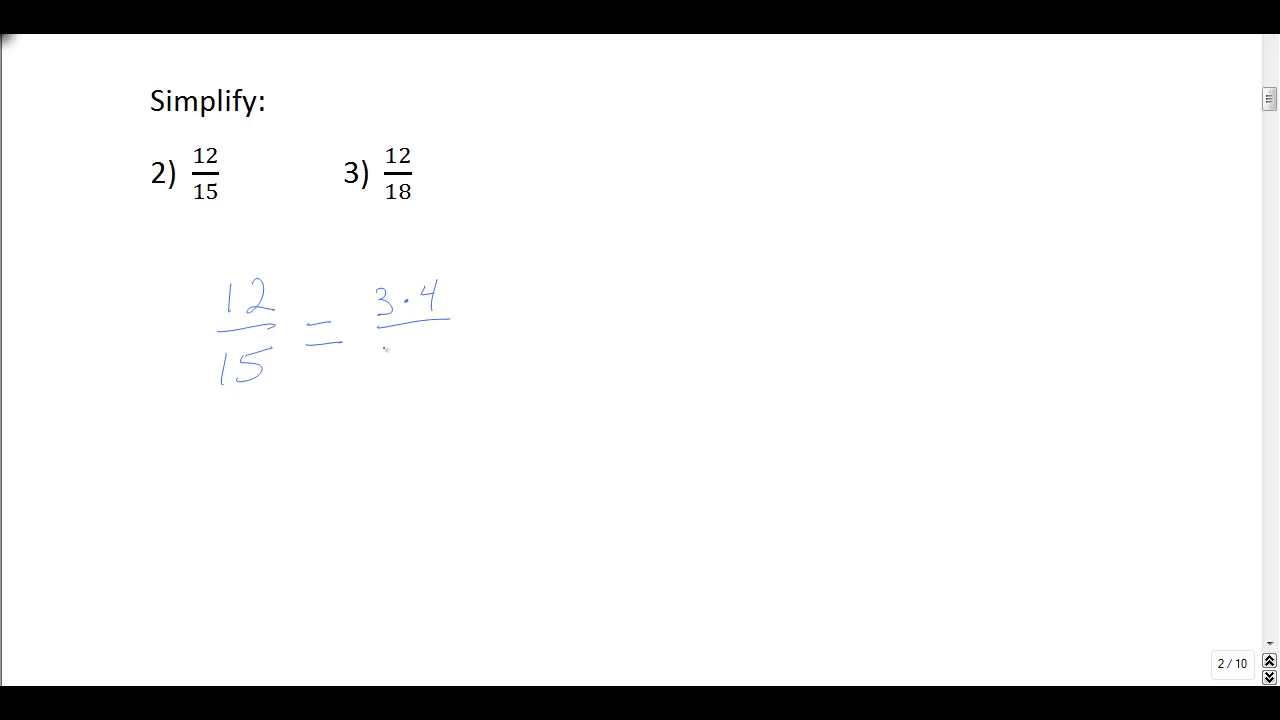 Simplify:
2) 12/15 3) 12/18
12/15 = 3·4/
2 / 10